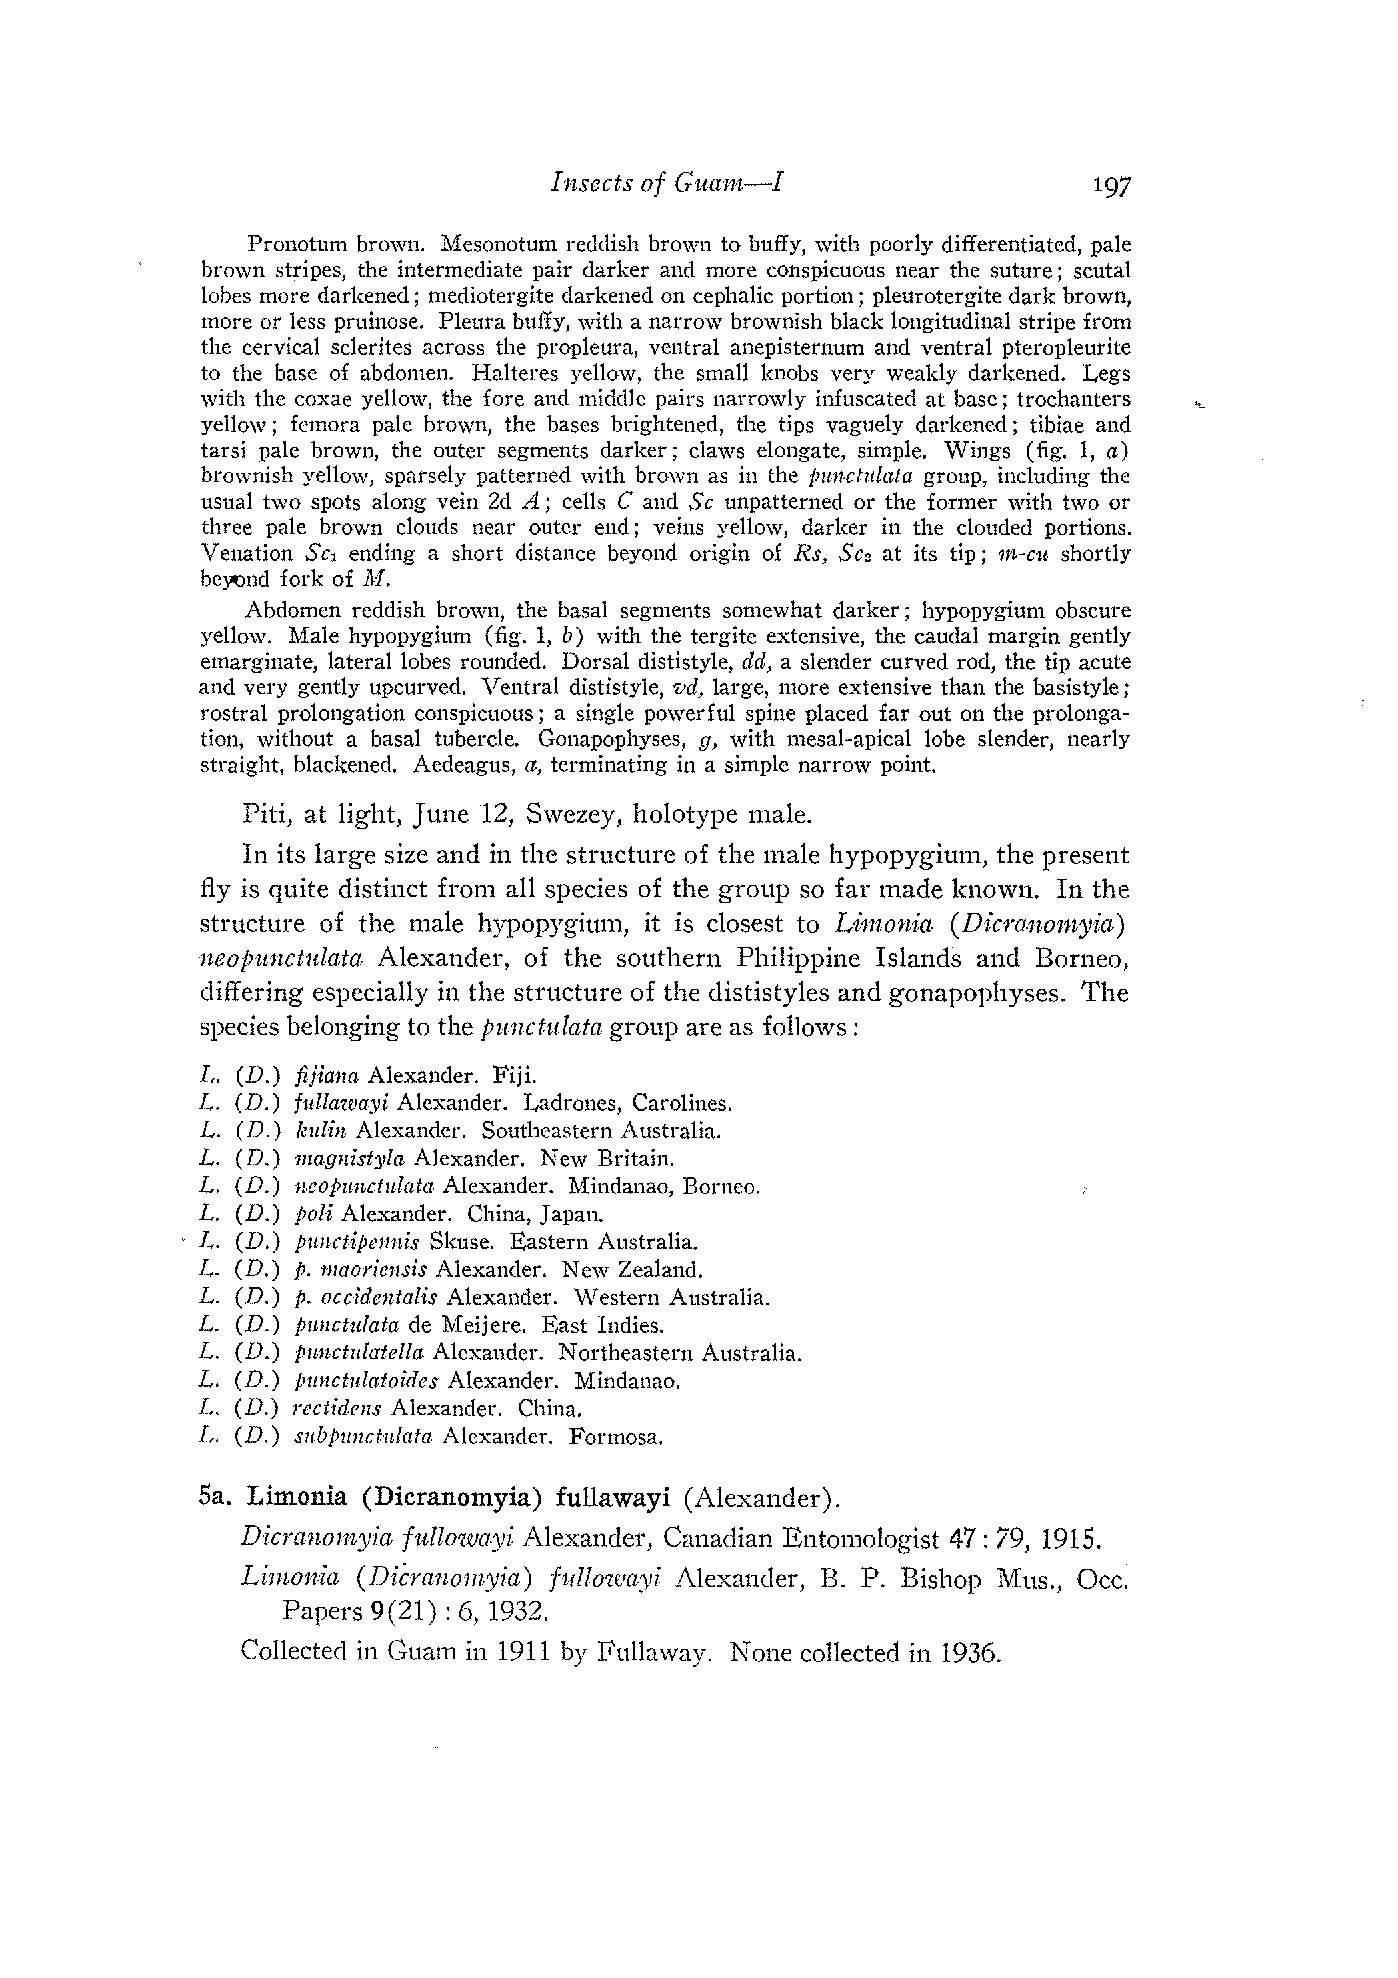 Insects of Guam—I 197
Pronotum brown. Mesonotum reddish brown to buffy, with poorly differentiated, pale
brown stripes, the intermediate pair darker and more conspicuous near the suture; scutal
lobes more darkened; mediotergite darkened on cephalic portion; pleurotergite dark brown,
more or less pruinose. Pleura buffy, with a narrow brownish black longitudinal stripe from
the cervical sclerites across the propleura, ventral anepisternum and ventral pteropleurite
to the base of abdomen. Halteres yellow, the small knobs very weakly darkened. Legs
with the coxae yellow, the fore and middle pairs narrowly infuscated at base; trochanters
yellow; femora pale brown, the bases brightened, the tips vaguely darkened; tibiae and
tarsi pale brown, the outer segments darker; claws elongate, simple. Wings (fig. 1, a)
brownish yellow, sparsely patterned with brown as in the punctulata group, including the
usual two spots along vein 2d A; cells C and Sc unpatterned or the former with two or
three pale brown clouds near outer end; veins yellow, darker in the clouded portions.
Venation Sc₁ ending a short distance beyond origin of Rs, Sc₂ at its tip; m-cu shortly
beyond fork of M.
Abdomen reddish brown, the basal segments somewhat darker; hypopygium obscure
yellow. Male hypopygium (fig. 1, b) with the tergite extensive, the caudal margin gently
emarginate, lateral lobes rounded. Dorsal dististyle, dd, a slender curved rod, the tip acute
and very gently upcurved. Ventral dististyle, vd, large, more extensive than the basistyle;
rostral prolongation conspicuous; a single powerful spine placed far out on the prolonga-
tion, without a basal tubercle. Gonapophyses, g, with mesal-apical lobe slender, nearly
straight, blackened. Aedeagus, a, terminating in a simple narrow point.
Piti, at light, June 12, Swezey, holotype male.
In its large size and in the structure of the male hypopygium, the present
fly is quite distinct from all species of the group so far made known. In the
structure of the male hypopygium, it is closest to Limonia (Dicranomyia)
neopunctulata Alexander, of the southern Philippine Islands and Borneo,
differing especially in the structure of the dististyles and gonapophyses. The
species belonging to the punctulata group are as follows:
L. (D.) fijiana Alexander. Fiji.
L. (D.) fullawayi Alexander. Ladrones, Carolines.
L. (D.) kulin Alexander. Southeastern Australia.
L. (D.) magnistyla Alexander. New Britain.
L. (D.) neopunctulata Alexander. Mindanao, Borneo.
L. (D.) poli Alexander. China, Japan.
L. (D.) punctipennis Skuse. Eastern Australia.
L. (D.) p. maoriensis Alexander. New Zealand.
L. (D.) p. occidentalis Alexander. Western Australia.
L. (D.) punctulata de Meijere. East Indies.
L. (D.) punctulatella Alexander. Northeastern Australia.
L. (D.) punctulatoides Alexander. Mindanao.
L. (D.) rectidens Alexander. China.
L. (D.) subpunctulata Alexander. Formosa.
5a. Limonia (Dicranomyia) fullawayi (Alexander).
Dicranomyia fullowayi Alexander, Canadian Entomologist 47: 79, 1915.
Limonia (Dicranomyia) fullowayi Alexander, B. P. Bishop Mus., Occ.
Papers 9(21): 6, 1932.
Collected in Guam in 1911 by Fullaway. None collected in 1936.